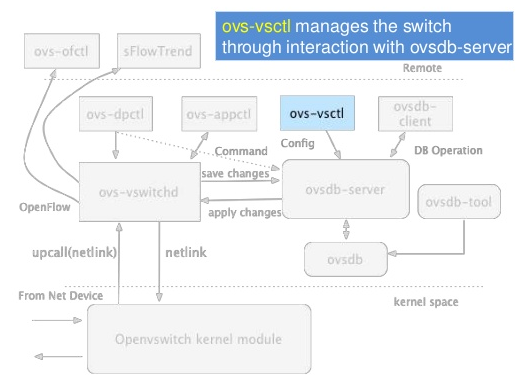 ovs-vsctl manages the switch
through interaction with ovsdb-server
ovs-ofctl
sFlowTrend
Remote
ovs-dpctl
ovs-appctl
ovs-vsctl
ovsdb-
client
Command
Config
DB Operation
ovs-vswitchd
save changes
ovsdb-server
ovsdb-tool
OpenFlow
apply changes
upcall(netlink)
netlink
ovsdb
From Net Device
kernel space
Openvswitch kernel module